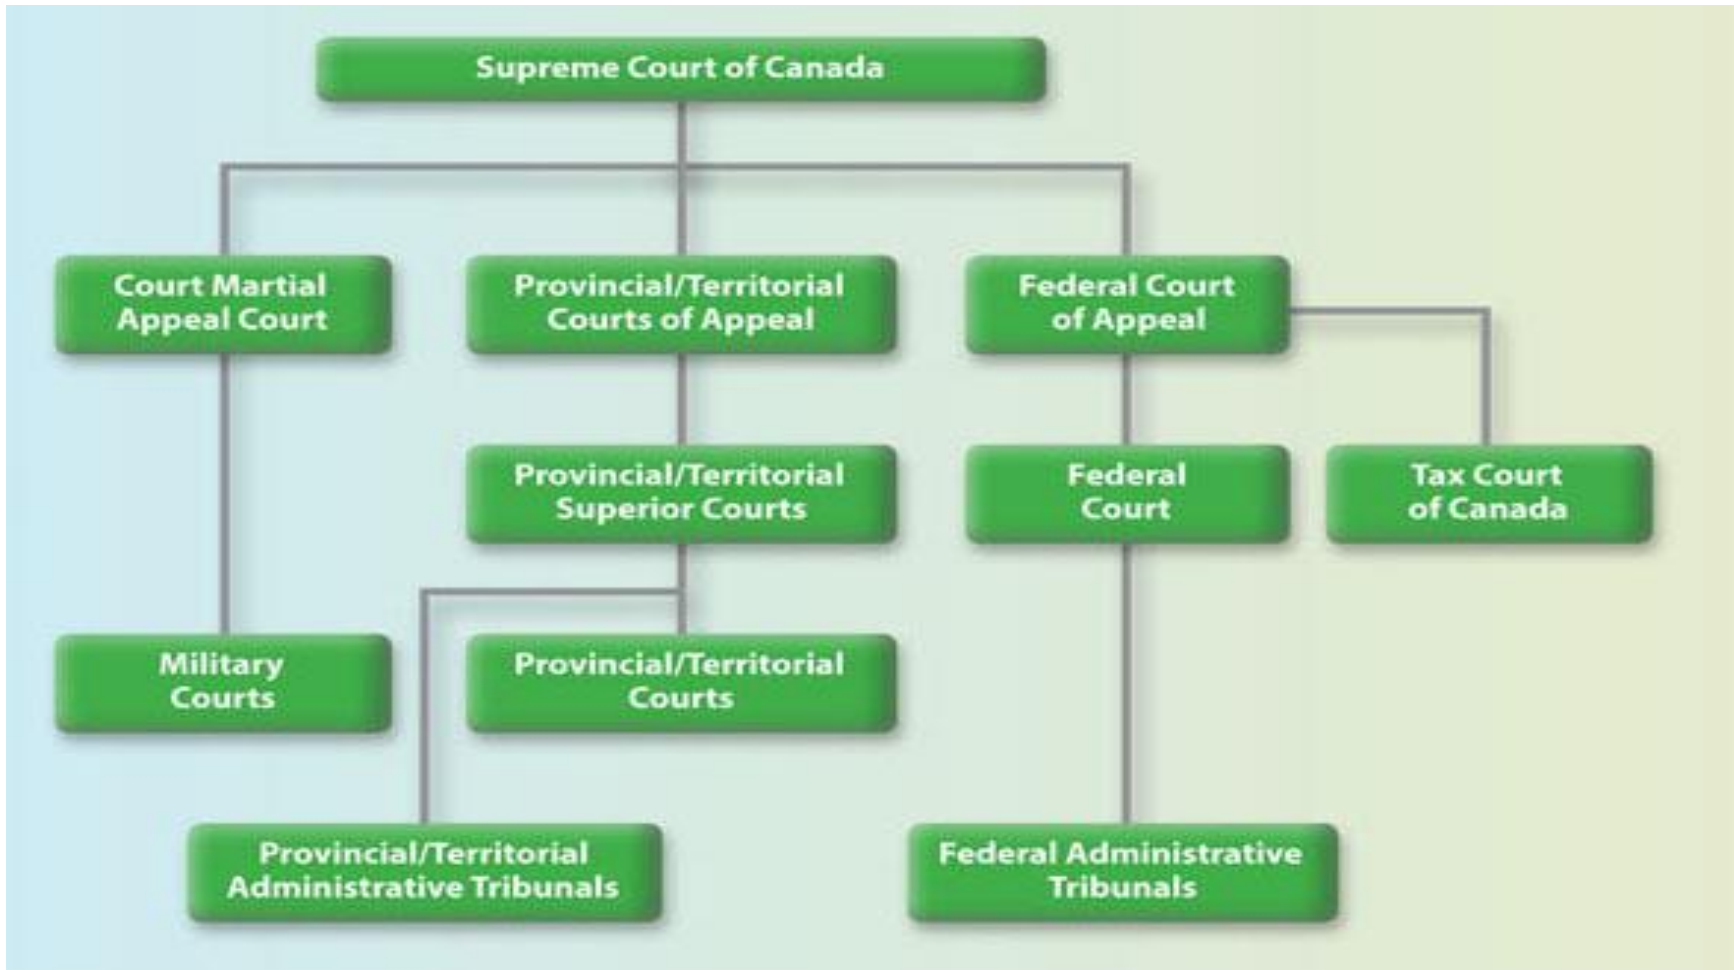 Supreme Court of Canada
Court Martial
Appeal Court
Provincial/Territorial
Courts of Appeal
Federal Court
of Appeal
Provincial/Territorial
Superior Courts
Federal
Court
Tax Court
of Canada
Military
Courts
Provincial/Territorial
Courts
Provincial/Territorial
Administrative Tribunals
Federal Administrative
Tribunals